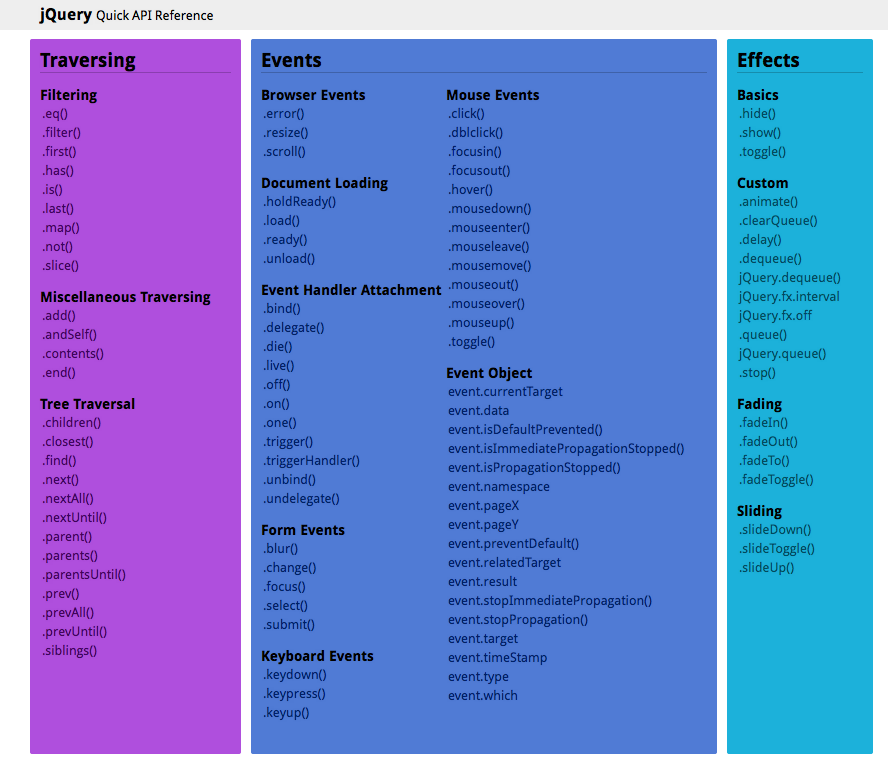 jQuery Quick API Reference
Traversing
Filtering
.eq()
.filter()
.first()
.has()
.is()
.last()
.map()
.not()
.slice()
Miscellaneous Traversing
.add()
.andSelf()
.contents()
.end()
Tree Traversal
.children()
.closest()
.find()
.next()
.nextAll()
.nextUntil()
.parent()
.parents()
.parentsUntil()
.prev()
.prevAll()
.prevUntil()
.siblings()
Events
Browser Events
.error()
.resize()
.scroll()
Document Loading
.holdReady()
.load()
.ready()
.unload()
Event Handler Attachment
.bind()
.delegate()
.die()
.live()
.off()
.on()
.one()
.trigger()
.triggerHandler()
.unbind()
.undelegate()
Form Events
.blur()
.change()
.focus()
.select()
.submit()
Keyboard Events
.keydown()
.keypress()
.keyup()
Mouse Events
.click()
.dblclick()
.focusin()
.focusout()
.hover()
.mousedown()
.mouseenter()
.mouseleave()
.mousemove()
.mouseout()
.mouseover()
.mouseup()
.toggle()
Event Object
event.currentTarget
event.data
event.isDefaultPrevented()
event.isImmediatePropagationStopped()
event.isPropagationStopped()
event.namespace
event.pageX
event.pageY
event.preventDefault()
event.relatedTarget
event.result
event.stopImmediatePropagation()
event.stopPropagation()
event.target
event.timeStamp
event.type
event.which
Effects
Basics
.hide()
.show()
.toggle()
Custom
.animate()
.clearQueue()
.delay()
.dequeue()
jQuery.dequeue()
jQuery.fx.interval
jQuery.fx.off
.queue()
jQuery.queue()
.stop()
Fading
.fadeIn()
.fadeOut()
.fadeTo()
.fadeToggle()
Sliding
.slideDown()
.slideToggle()
.slideUp()